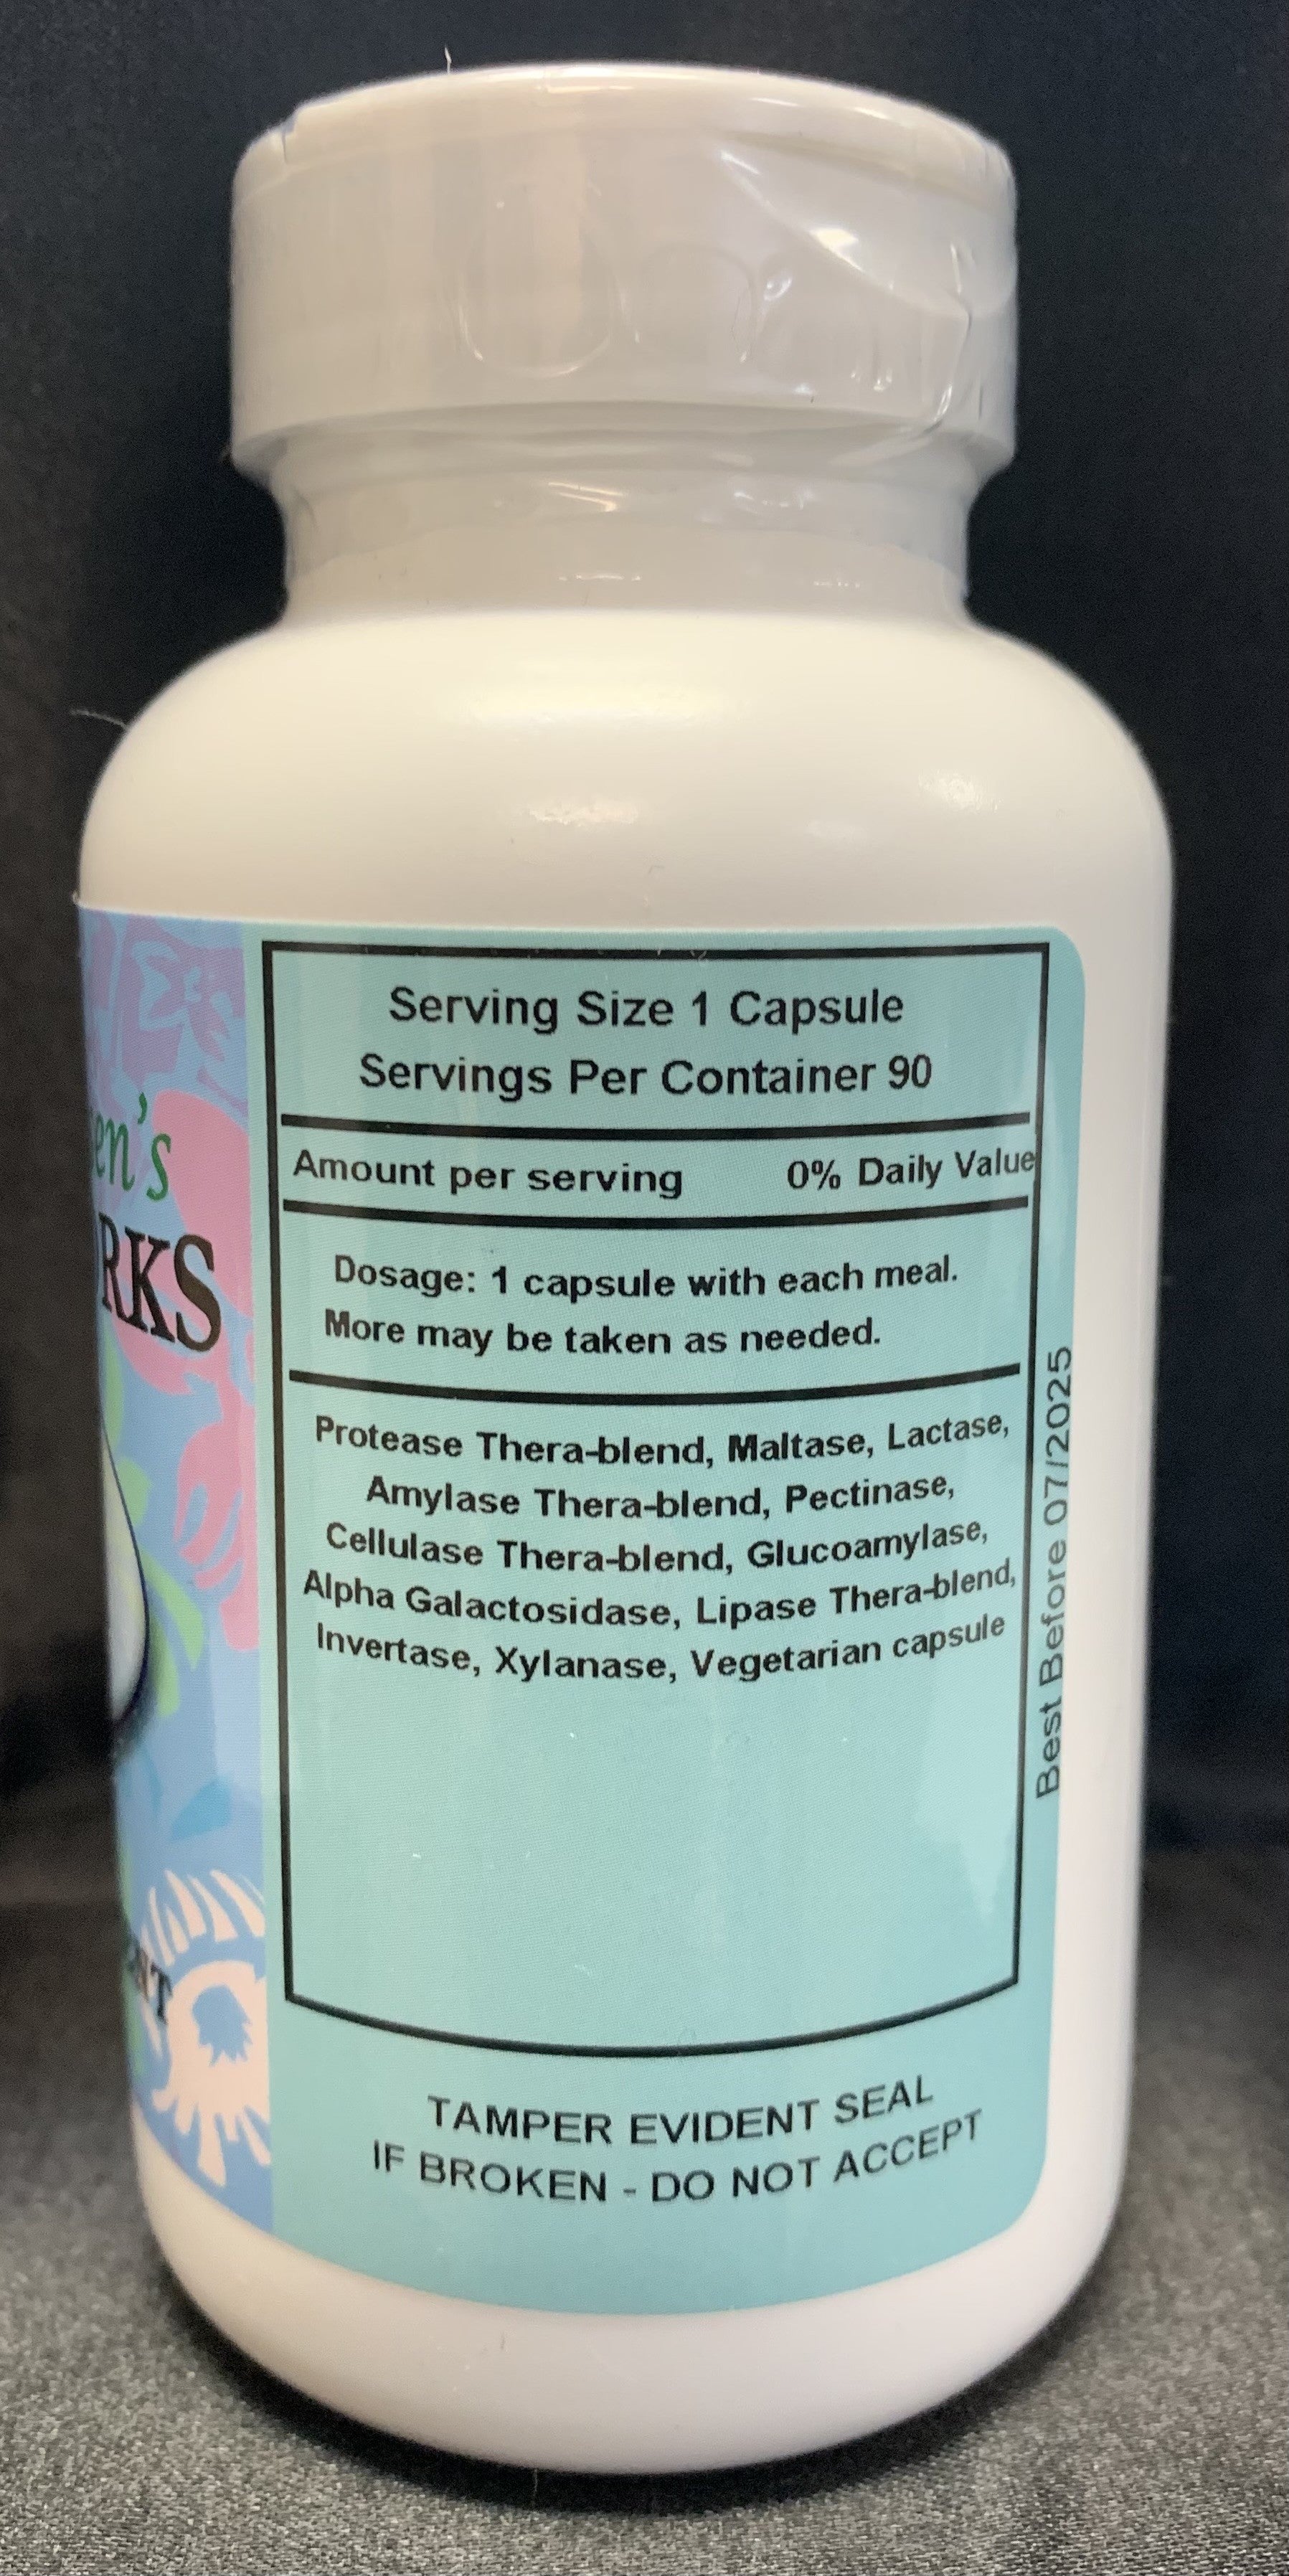 en's
RKS
NT
Serving Size 1 Capsule
Servings Per Container 90
Amount per serving 0% Daily Value
Dosage: 1 capsule with each meal.
More may be taken as needed.
Protease Thera-blend, Maltase, Lactase,
Amylase Thera-blend, Pectinase,
Cellulase Thera-blend, Glucoamylase,
Alpha Galactosidase, Lipase Thera-blend,
Invertase, Xylanase, Vegetarian capsule
TAMPER EVIDENT SEAL
IF BROKEN - DO NOT ACCEPT
Best Before 07/2025